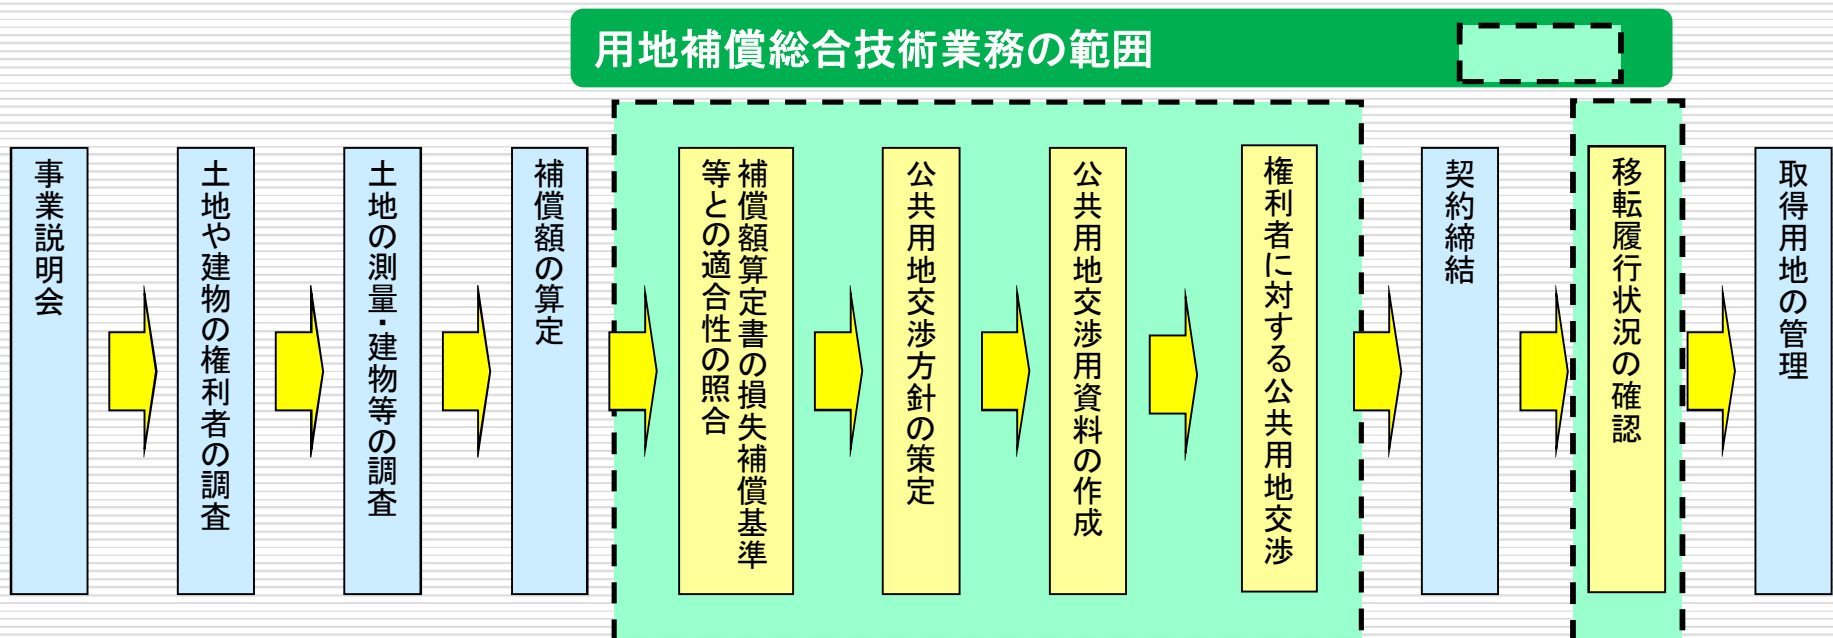 用地補償総合技術業務の範囲
事業説明会
土地や建物の権利者の調査
土地の測量・建物等の調査
補償額の算定
補償額算定書の損失補償基準
等との適合性の照合
公共用地交渉方針の策定
公共用地交渉用資料の作成
権利者に対する公共用地交渉
契約締結
移転履行状況の確認
取得用地の管理